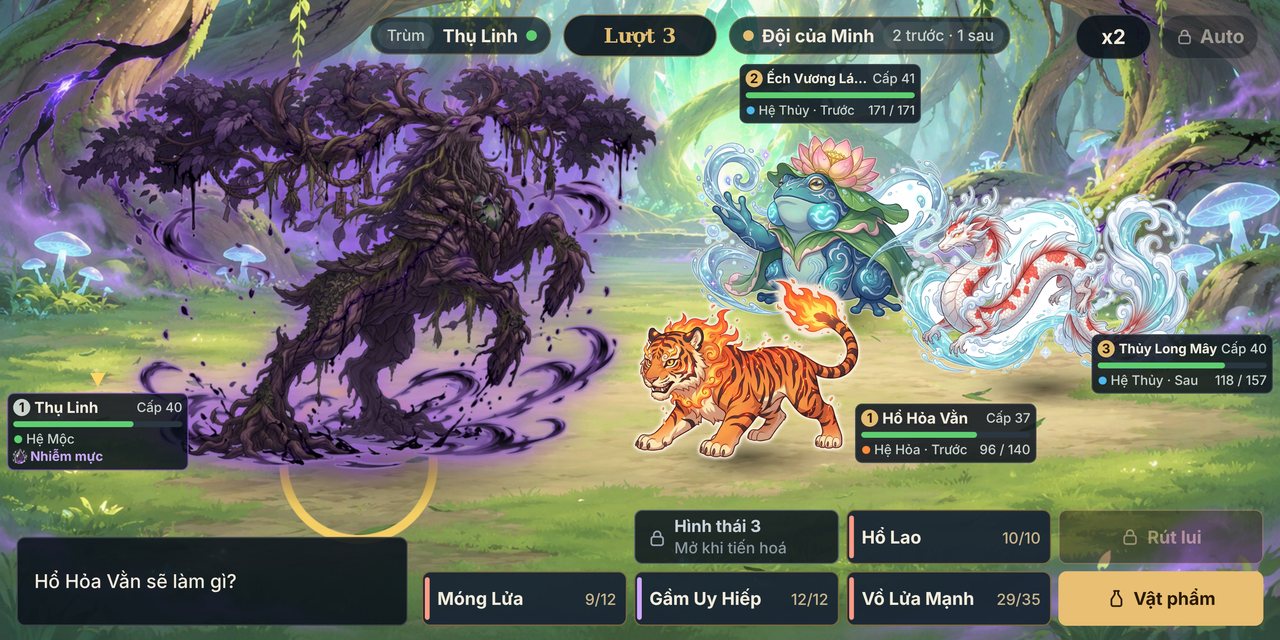 Trùm Thụ Linh
Lượt 3
Đội của Minh 2 trước · 1 sau
x2
Auto
2 Ếch Vương Lá... Cấp 41
Hệ Thủy · Trước 171 / 171
3 Thủy Long Mây Cấp 40
Hệ Thủy · Sau 118 / 157
1 Thụ Linh Cấp 40
Hệ Mộc
Nhiễm mực
1 Hổ Hỏa Vằn Cấp 37
Hệ Hỏa · Trước 96 / 140
Hổ Hỏa Vằn sẽ làm gì?
Hình thái 3
Mở khi tiến hoá
Hổ Lao 10/10
Rút lui
Móng Lửa 9/12
Gầm Uy Hiếp 12/12
Vồ Lửa Mạnh 29/35
Vật phẩm